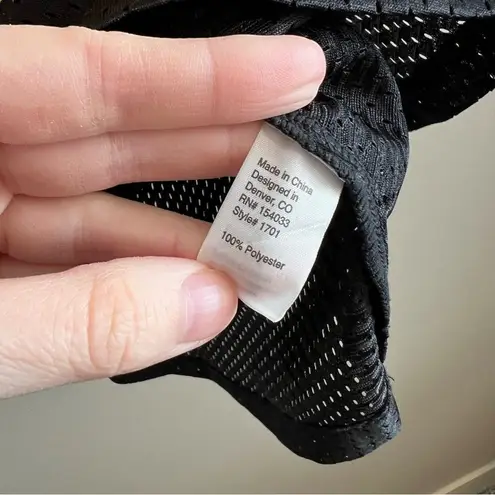 Made in China
Designed in
Denver, CO
RN# 154033
Style# 1701
100% Polyester